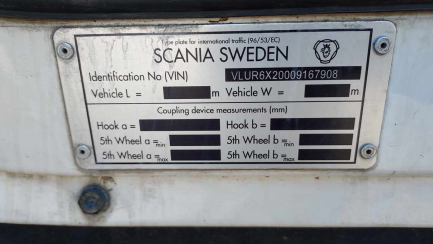 Type plate for international traffic (96/53/EC)
SCANIA SWEDEN
Identification No (VIN) VLUR6X20009167908
Vehicle L = m Vehicle W = m
Coupling device measurements (mm)
Hook a = Hook b =
5th Wheel a min = 5th Wheel b min =
5th Wheel a max = 5th Wheel b max =